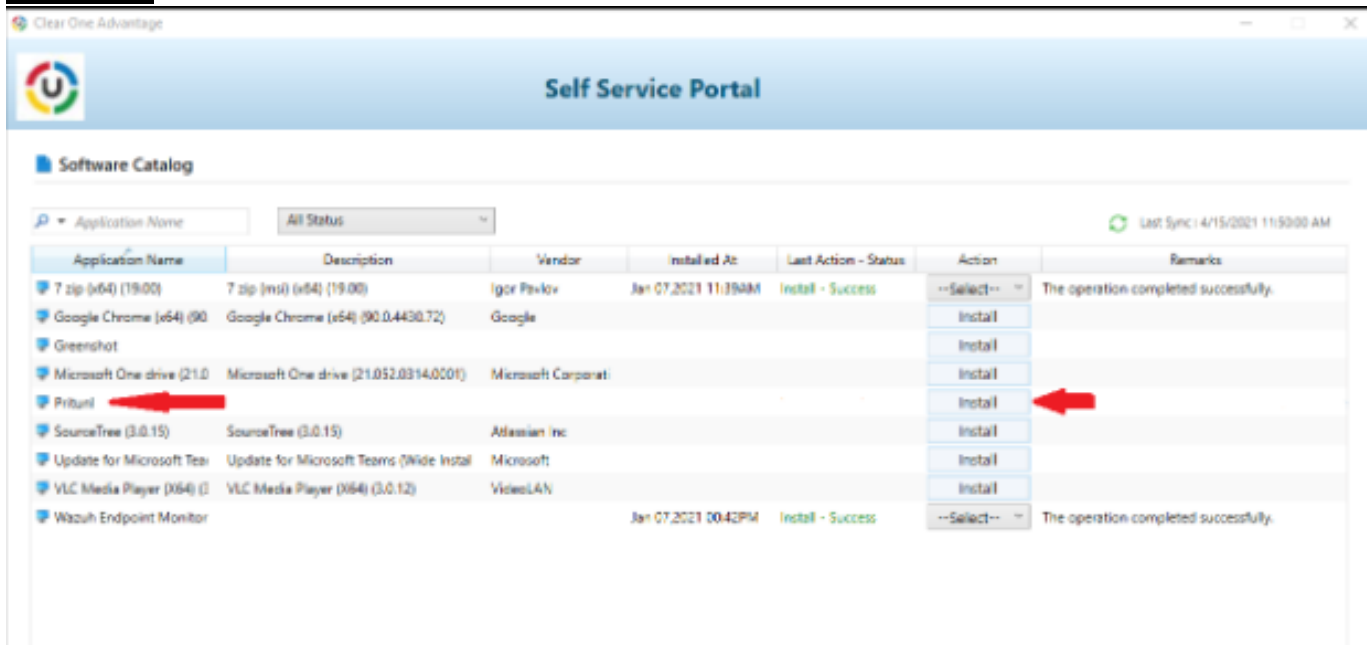 Clear One Advantage
U
Self Service Portal
Software Catalog
Application Name All Status Last Sync : 4/15/2021 11:50:00 AM
Application Name Description Vendor Installed At Last Action - Status Action Remarks
7 zip (x64) (19.00) 7 zip (msi) (x64) (19.00) Igor Pavlov Jan 07,2021 11:39AM Install - Success --Select-- The operation completed successfully.
Google Chrome (x64) (90. Google Chrome (x64) (90.0.4430.72) Google Install
Greenshot Install
Microsoft One drive (21.0 Microsoft One drive (21.052.0314.0001) Microsoft Corporati Install
Pritunl Install
SourceTree (3.0.15) SourceTree (3.0.15) Atlassian Inc Install
Update for Microsoft Tea Update for Microsoft Teams (Wide Instal Microsoft Install
VLC Media Player (X64) (3 VLC Media Player (X64) (3.0.12) VideoLAN Install
Wazuh Endpoint Monitor Jan 07,2021 00:42PM Install - Success --Select-- The operation completed successfully.